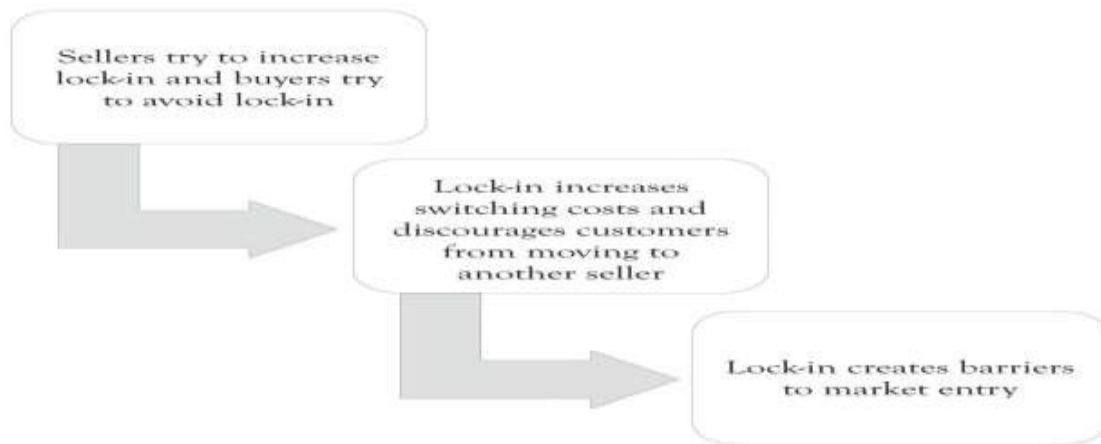 Sellers try to increase
lock-in and buyers try
to avoid lock-in
Lock-in increases
switching costs and
discourages customers
from moving to
another seller
Lock-in creates barriers
to market entry